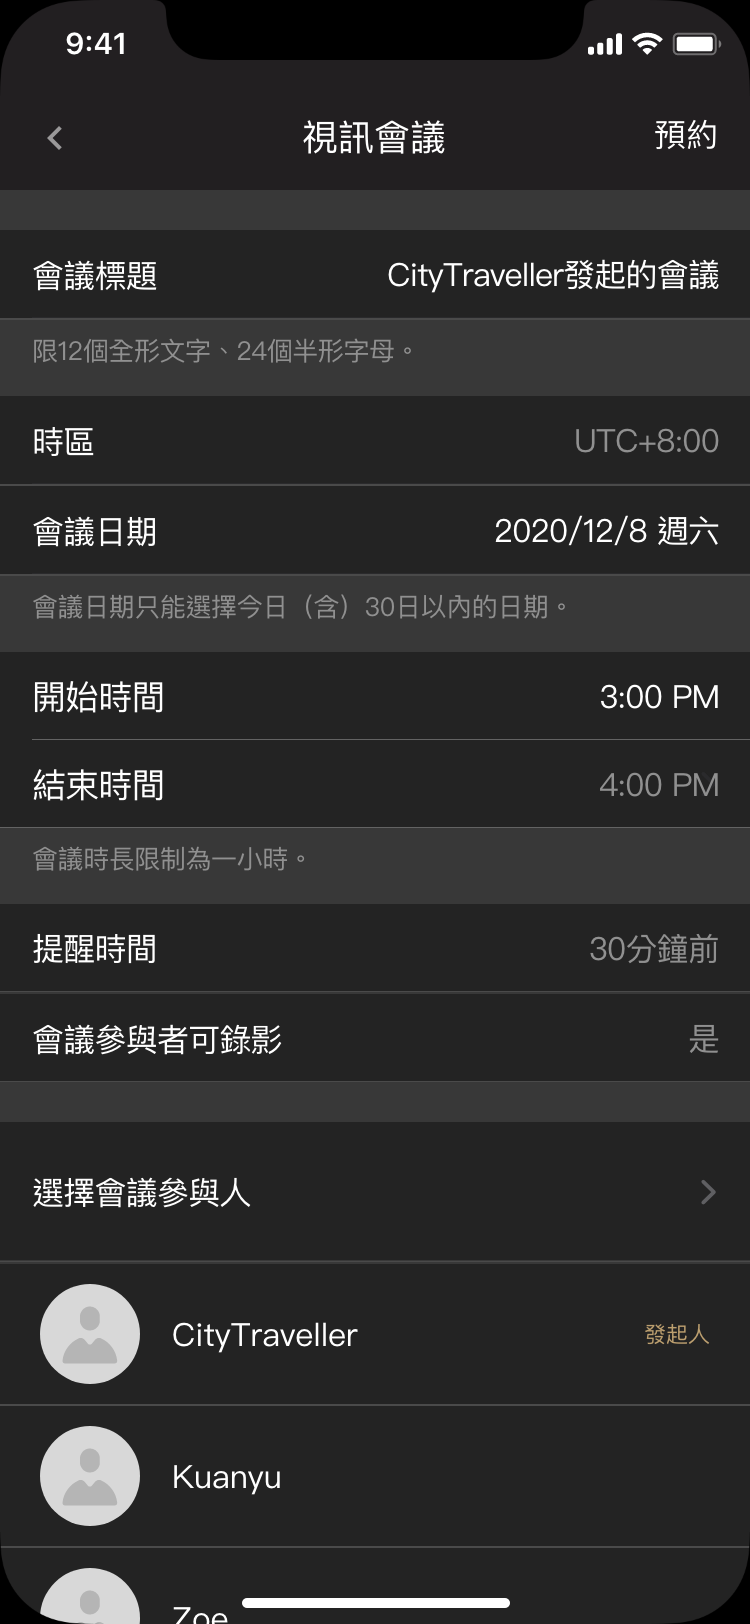 9:41
視訊會議
預約
會議標題 CityTraveller發起的會議
限12個全形文字、24個半形字母。
時區 UTC+8:00
會議日期 2020/12/8 週六
會議日期只能選擇今日（含）30日以內的日期。
開始時間 3:00 PM
結束時間 4:00 PM
會議時長限制為一小時。
提醒時間 30分鐘前
會議參與者可錄影 是
選擇會議參與人
CityTraveller 發起人
Kuanyu
Zoe